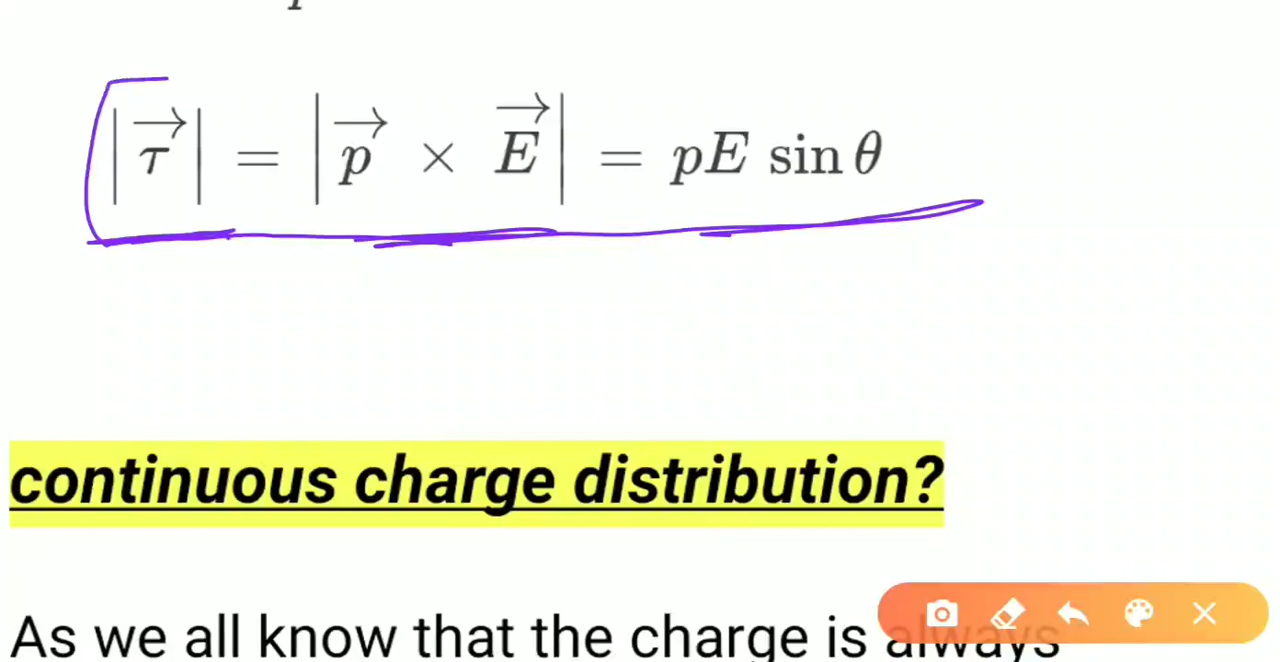 |τ⃗| = |p⃗ × E⃗| = pE sin θ
continuous charge distribution?
As we all know that the charge is always